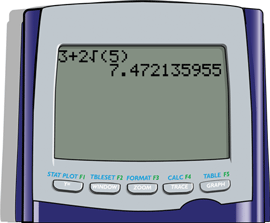 3+2√(5)
7.472135955
STAT PLOT F1 TBLSET F2 FORMAT F3 CALC F4 TABLE F5
Y= WINDOW ZOOM TRACE GRAPH